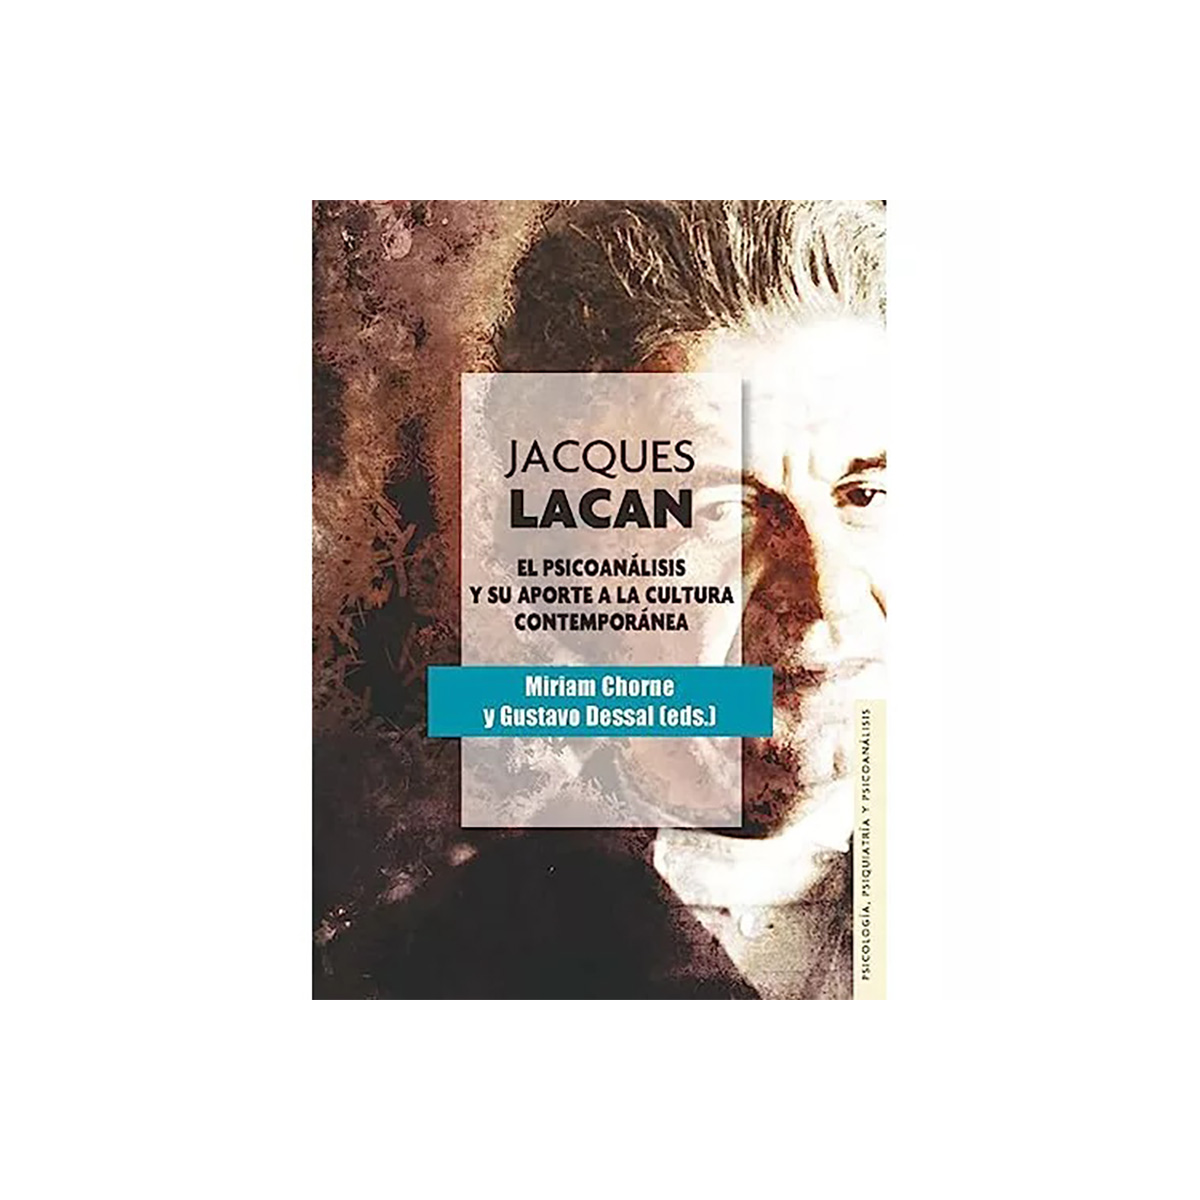 JACQUES
LACAN
EL PSICOANÁLISIS
Y SU APORTE A LA CULTURA
CONTEMPORÁNEA
Miriam Chorne
y Gustavo Dessal (eds.)
PSICOLOGÍA, PSIQUIATRÍA Y PSICOANÁLISIS